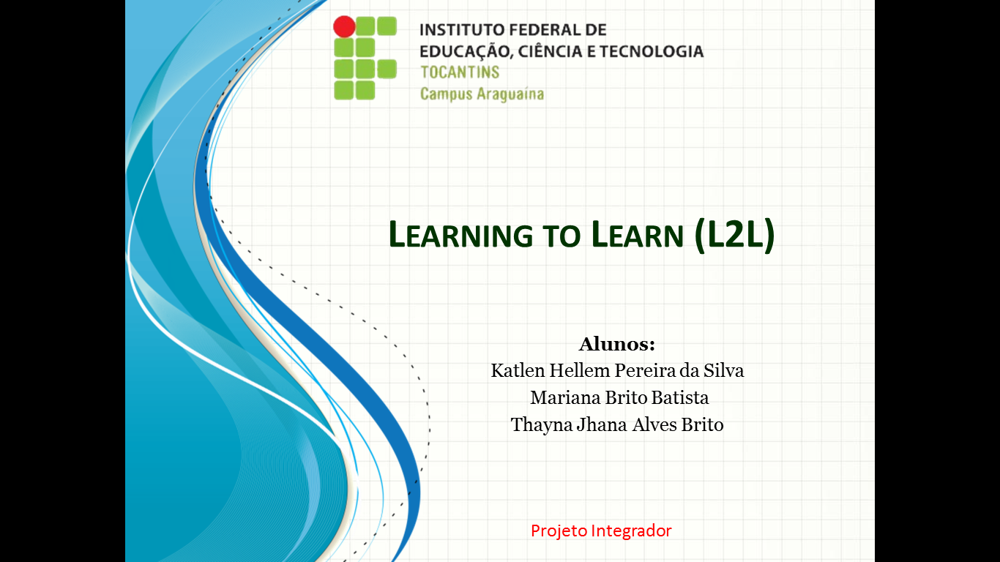 INSTITUTO FEDERAL DE
EDUCAÇÃO, CIÊNCIA E TECNOLOGIA
TOCANTINS
Campus Araguaína
LEARNING TO LEARN (L2L)
Alunos:
Katlen Hellem Pereira da Silva
Mariana Brito Batista
Thayna Jhana Alves Brito
Projeto Integrador